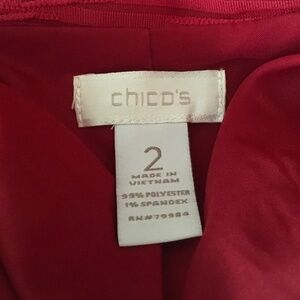 chico's
2
MADE IN
VIETNAM
99% POLYESTER
1% SPANDEX
RN#79984